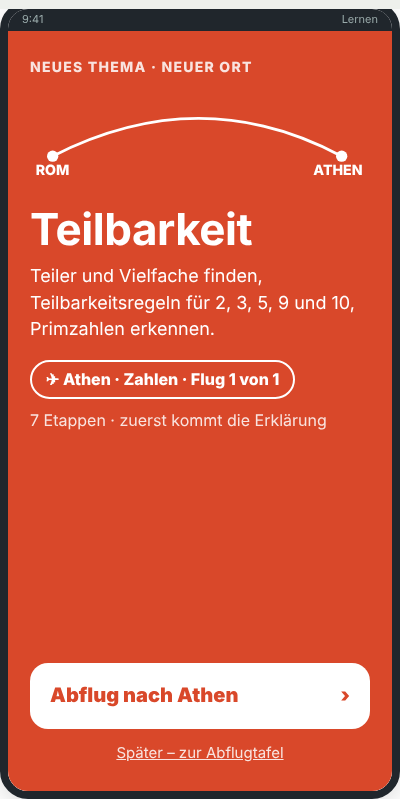 9:41 Lernen
NEUES THEMA · NEUER ORT
ROM ATHEN
Teilbarkeit
Teiler und Vielfache finden,
Teilbarkeitsregeln für 2, 3, 5, 9 und 10,
Primzahlen erkennen.
✈ Athen · Zahlen · Flug 1 von 1
7 Etappen · zuerst kommt die Erklärung
Abflug nach Athen ›
Später – zur Abflugtafel